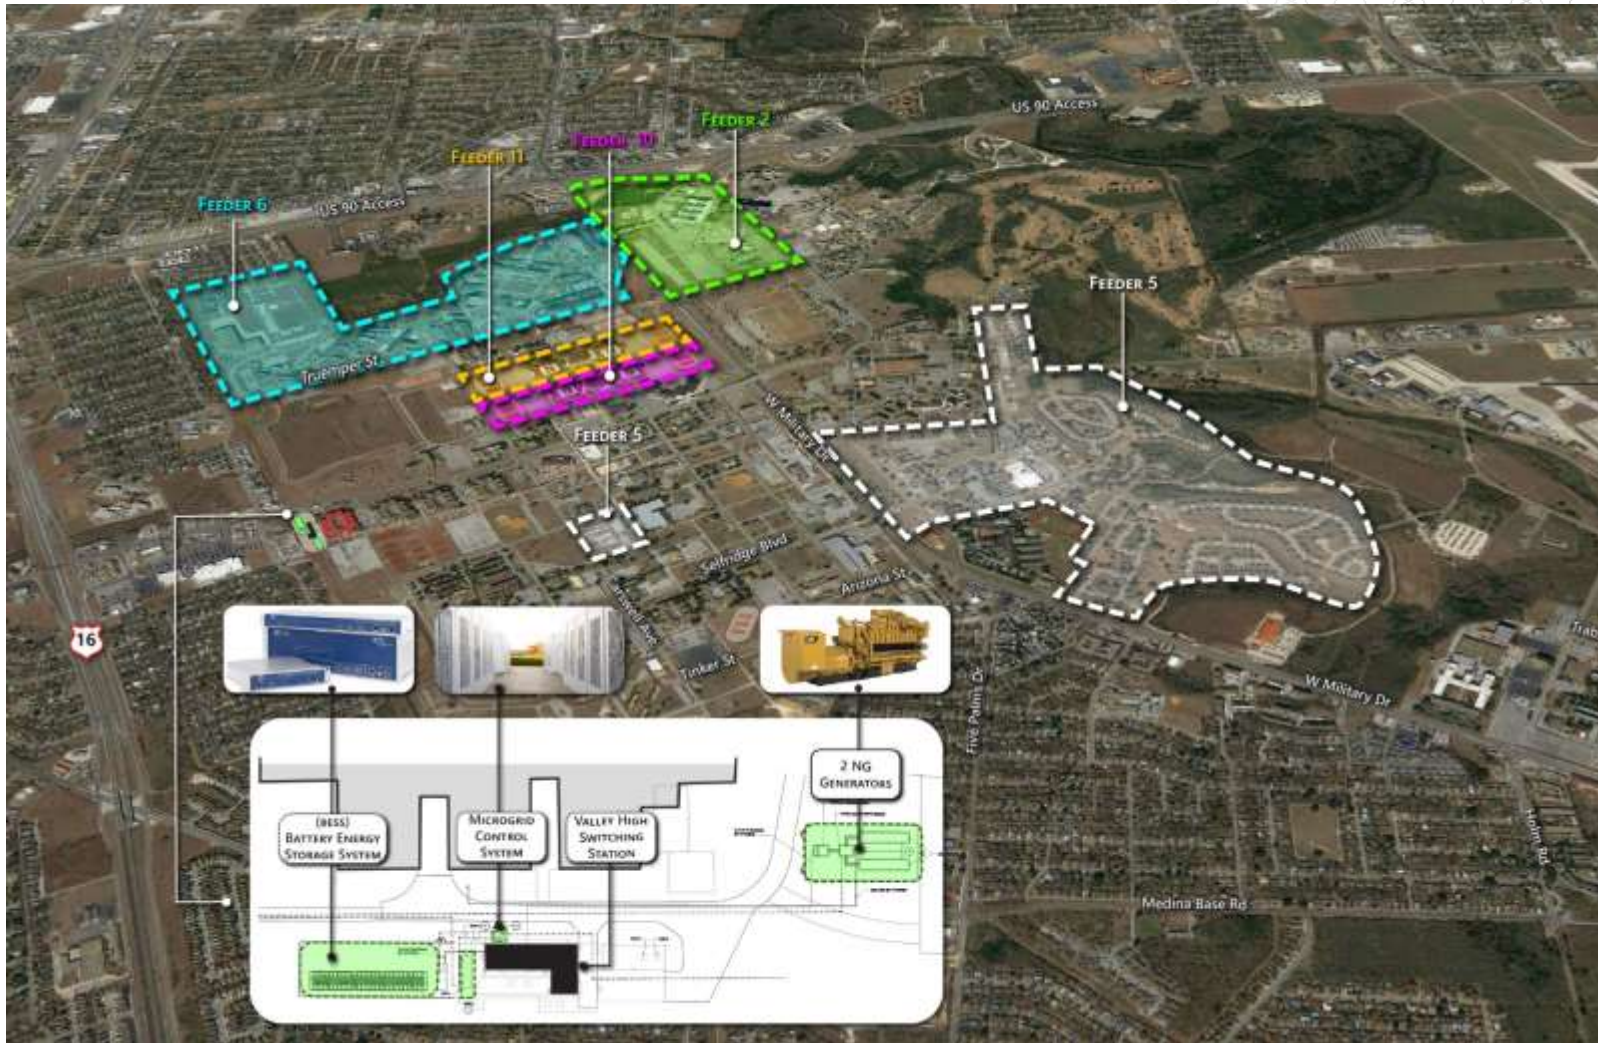 US 90 Access
FEEDER 2
FEEDER 10
FEEDER 11
FEEDER 6
US 90 Access
FEEDER 5
Truemper St
W Military Dr
FEEDER 5
Selfridge Blvd
Arizona St
16
Tinker St
Five Palms Dr
W Military Dr
2 NG
GENERATORS
(BESS)
BATTERY ENERGY
STORAGE SYSTEM
MICROGRID
CONTROL
SYSTEM
VALLEY HIGH
SWITCHING
STATION
Medina Base Rd